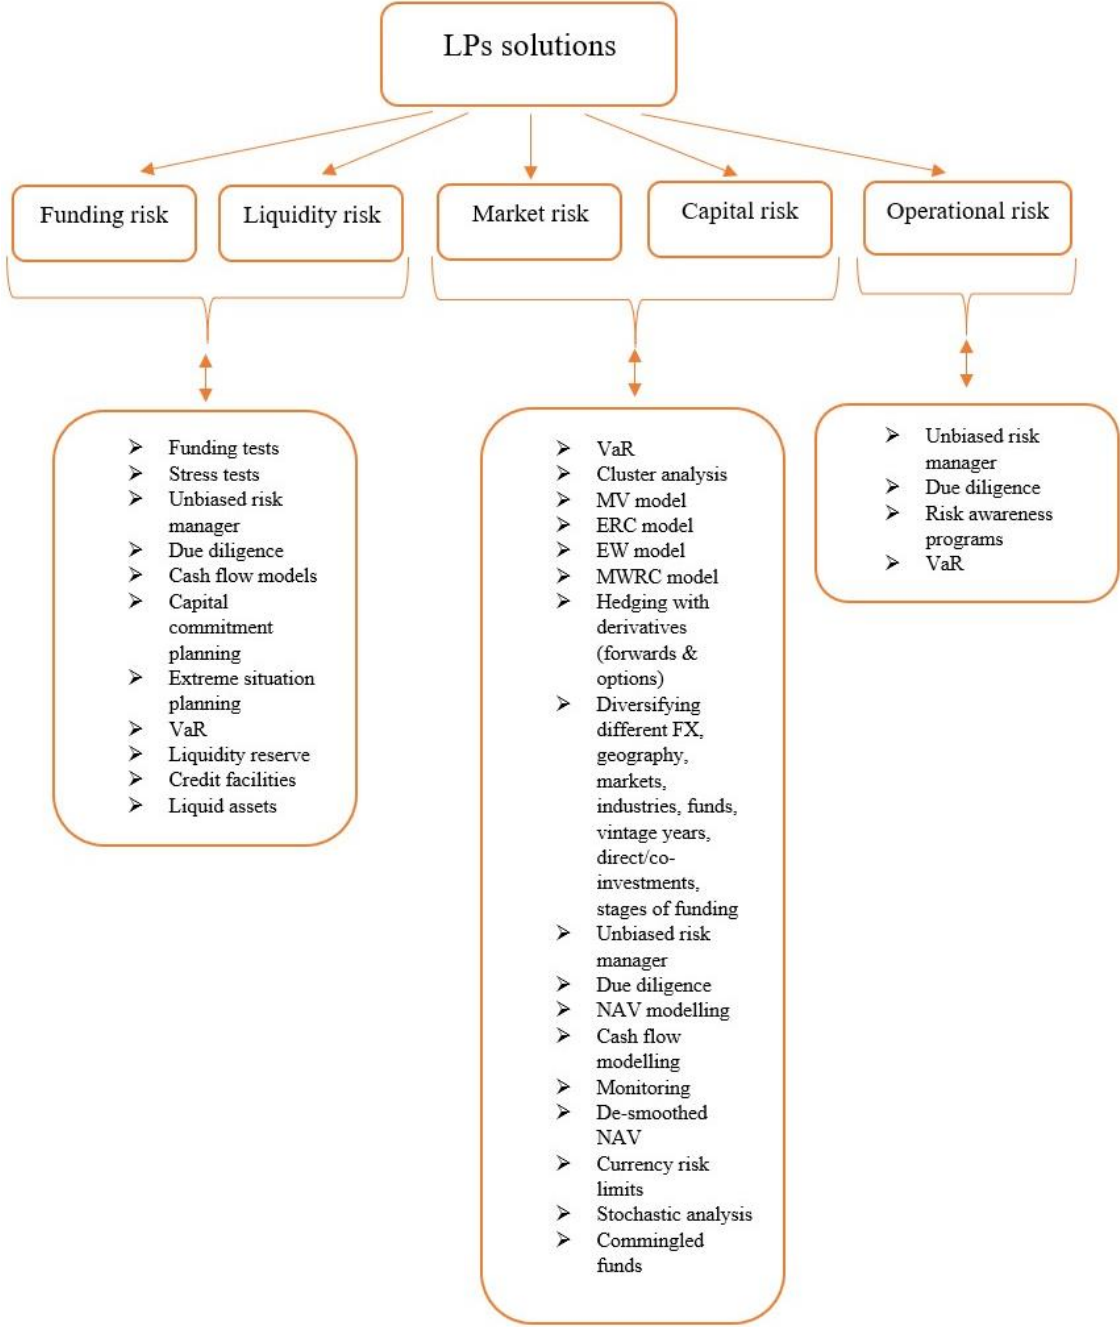 LPs solutions
Funding risk
Liquidity risk
Market risk
Capital risk
Operational risk
➢ Funding tests
➢ Stress tests
➢ Unbiased risk
manager
➢ Due diligence
➢ Cash flow models
➢ Capital
commitment
planning
➢ Extreme situation
planning
➢ VaR
➢ Liquidity reserve
➢ Credit facilities
➢ Liquid assets
➢ VaR
➢ Cluster analysis
➢ MV model
➢ ERC model
➢ EW model
➢ MWRC model
➢ Hedging with
derivatives
(forwards &
options)
➢ Diversifying
different FX,
geography,
markets,
industries, funds,
vintage years,
direct/co-
investments,
stages of funding
➢ Unbiased risk
manager
➢ Due diligence
➢ NAV modelling
➢ Cash flow
modelling
➢ Monitoring
➢ De-smoothed
NAV
➢ Currency risk
limits
➢ Stochastic analysis
➢ Commingled
funds
➢ Unbiased risk
manager
➢ Due diligence
➢ Risk awareness
programs
➢ VaR